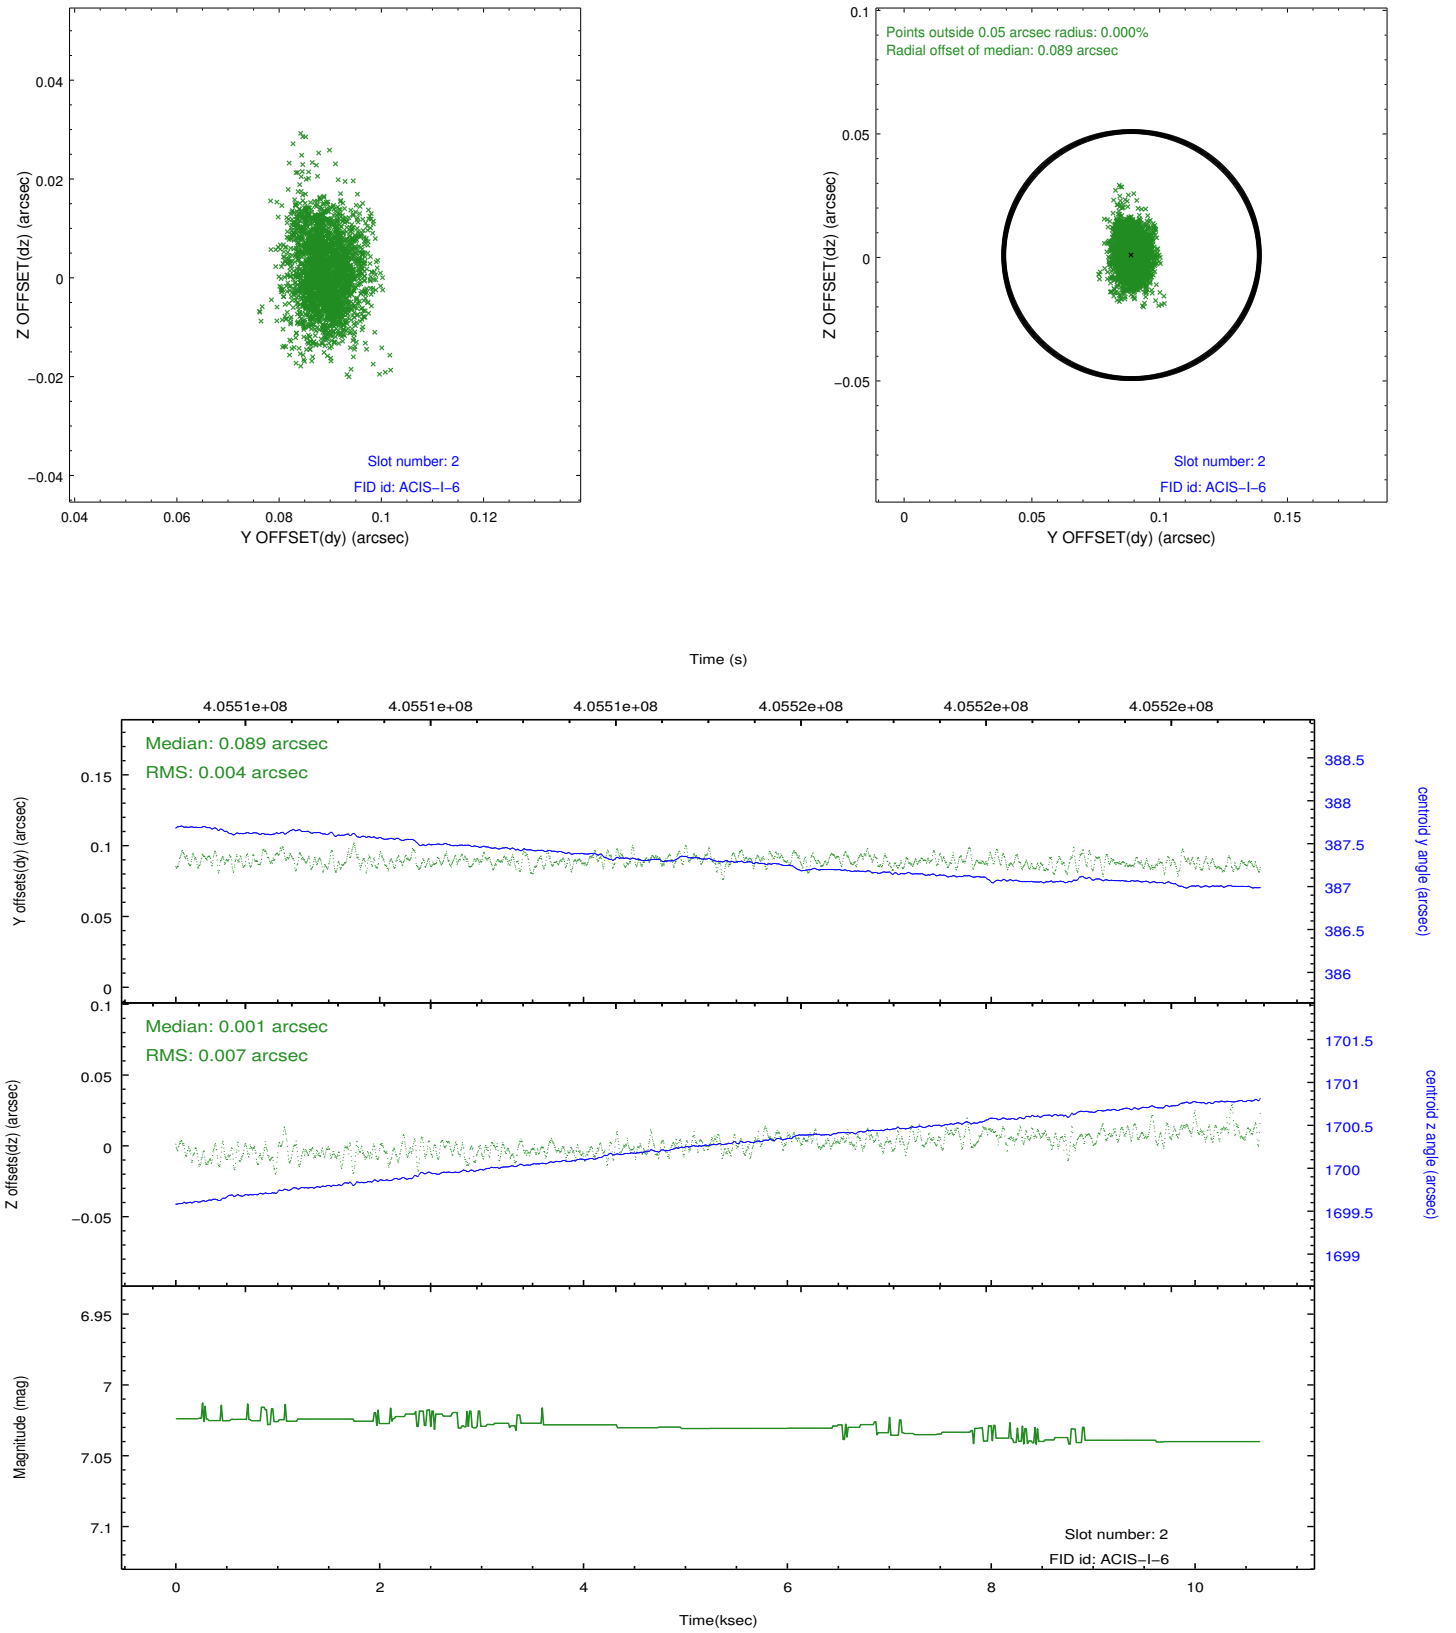 0.04
0.02
0
−0.02
−0.04
Z OFFSET(dz) (arcsec)
Slot number: 2
FID id: ACIS−I−6
0.04 0.06 0.08 0.1 0.12
Y OFFSET(dy) (arcsec)
Points outside 0.05 arcsec radius: 0.000%
Radial offset of median: 0.089 arcsec
0.1
0.05
0
−0.05
Z OFFSET(dz) (arcsec)
Slot number: 2
FID id: ACIS−I−6
0 0.05 0.1 0.15
Y OFFSET(dy) (arcsec)
Time (s)
4.0551e+08 4.0551e+08 4.0551e+08 4.0552e+08 4.0552e+08 4.0552e+08
Median: 0.089 arcsec
RMS: 0.004 arcsec
0.15
0.1
0.05
0
Y offsets(dy) (arcsec)
388.5
388
387.5
387
386.5
386
centroid y angle (arcsec)
Median: 0.001 arcsec
RMS: 0.007 arcsec
0.1
0.05
0
−0.05
Z offsets(dz) (arcsec)
1701.5
1701
1700.5
1700
1699.5
1699
centroid z angle (arcsec)
6.95
7
7.05
7.1
Magnitude (mag)
Slot number: 2
FID id: ACIS−I−6
0 2 4 6 8 10
Time(ksec)